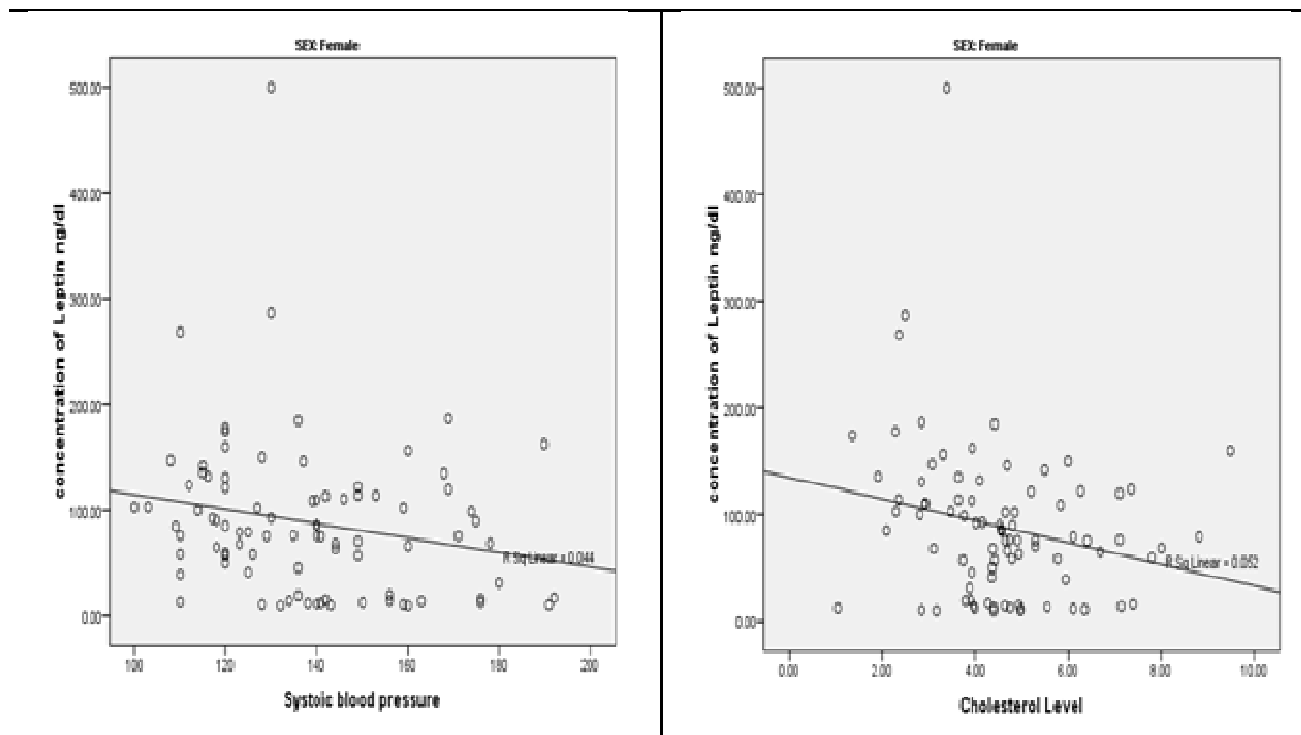 SEX: Female
concentration of Leptin ng/dl
500.00
400.00
300.00
200.00
100.00
0.00
R Sq Linear = 0.044
100 120 140 160 180 200
Systoic blood pressure
SEX: Female
concentration of Leptin ng/dl
500.00
400.00
300.00
200.00
100.00
0.00
R Sq Linear = 0.052
0.00 2.00 4.00 6.00 8.00 10.00
Cholesterol Level